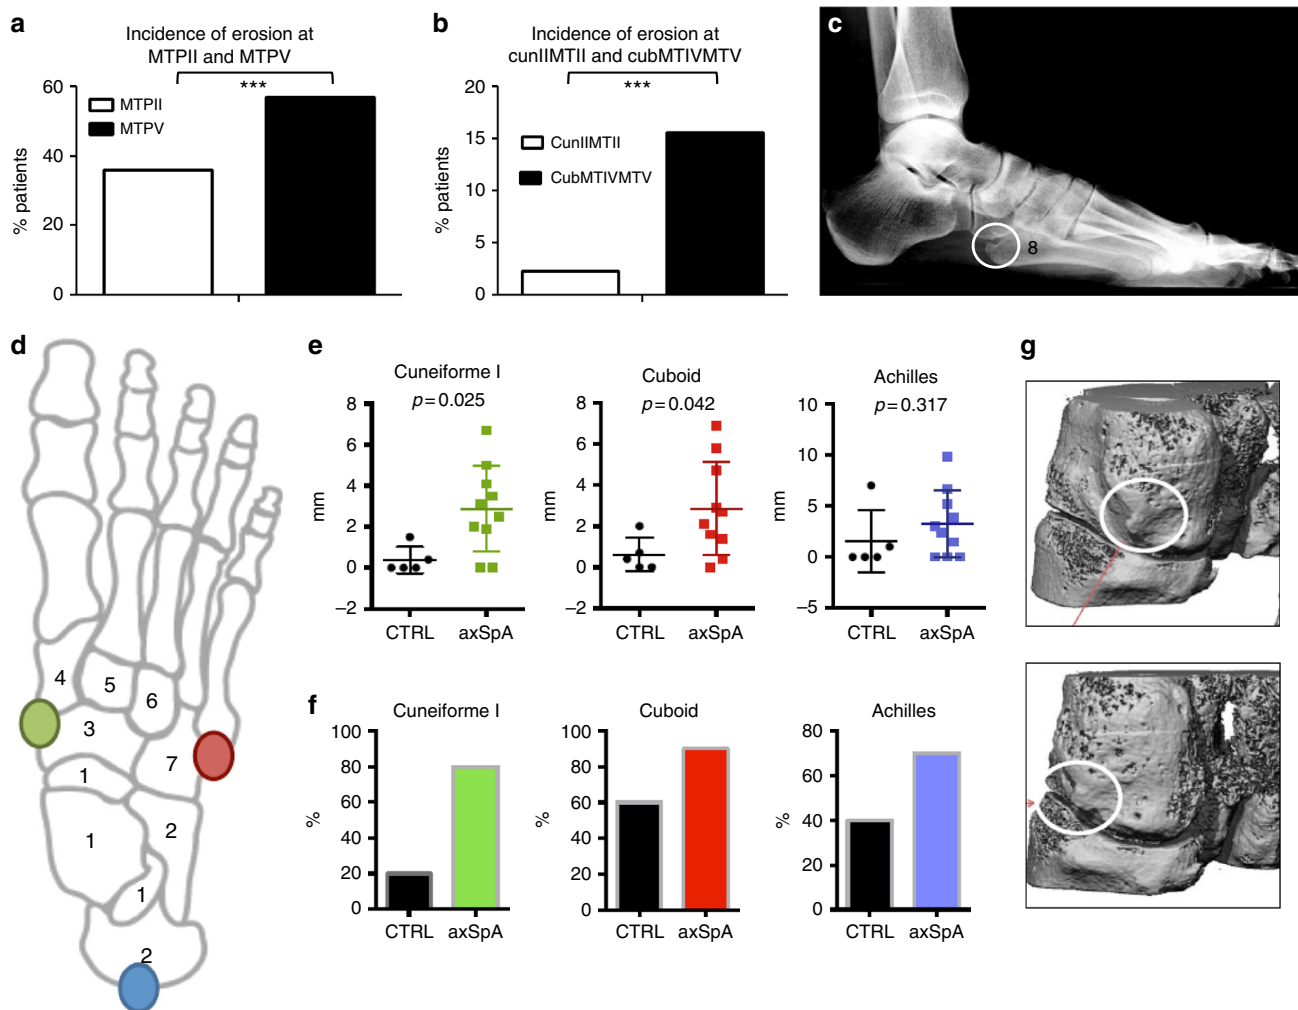 a
Incidence of erosion at
MTPII and MTPV
***
60
40
20
0
% patients
MTPII
MTPV
b
Incidence of erosion at
cunIIMTII and cubMTIVMTV
***
20
15
10
5
0
% patients
CunIIMTII
CubMTIVMTV
c
8
d
4
5
6
3
1
7
1
2
1
2
e
Cuneiforme I
p=0.025
8
6
4
2
0
–2
mm
CTRL
axSpA
Cuboid
p=0.042
8
6
4
2
0
–2
mm
CTRL
axSpA
Achilles
p=0.317
10
10
5
0
–5
mm
CTRL
axSpA
f
Cuneiforme I
100
80
60
40
20
0
%
CTRL
axSpA
Cuboid
100
80
60
40
20
0
%
CTRL
axSpA
Achilles
80
60
40
20
0
%
CTRL
axSpA
g